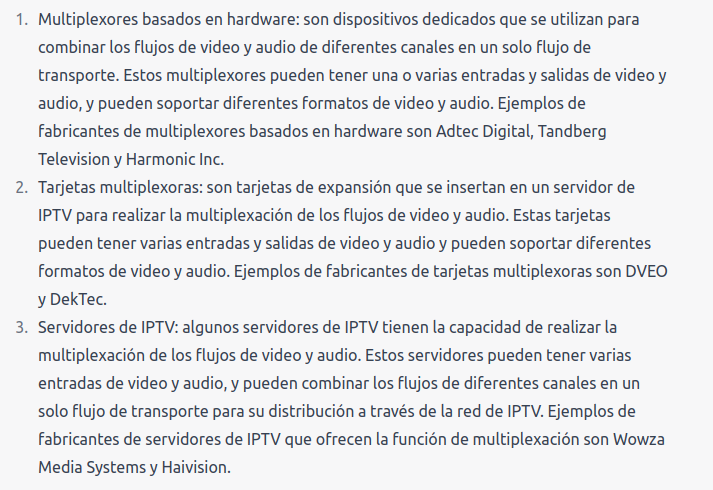 1. Multiplexores basados en hardware: son dispositivos dedicados que se utilizan para
combinar los flujos de video y audio de diferentes canales en un solo flujo de
transporte. Estos multiplexores pueden tener una o varias entradas y salidas de video y
audio, y pueden soportar diferentes formatos de video y audio. Ejemplos de
fabricantes de multiplexores basados en hardware son Adtec Digital, Tandberg
Television y Harmonic Inc.
2. Tarjetas multiplexoras: son tarjetas de expansión que se insertan en un servidor de
IPTV para realizar la multiplexación de los flujos de video y audio. Estas tarjetas
pueden tener varias entradas y salidas de video y audio y pueden soportar diferentes
formatos de video y audio. Ejemplos de fabricantes de tarjetas multiplexoras son DVEO
y DekTec.
3. Servidores de IPTV: algunos servidores de IPTV tienen la capacidad de realizar la
multiplexación de los flujos de video y audio. Estos servidores pueden tener varias
entradas de video y audio, y pueden combinar los flujos de diferentes canales en un
solo flujo de transporte para su distribución a través de la red de IPTV. Ejemplos de
fabricantes de servidores de IPTV que ofrecen la función de multiplexación son Wowza
Media Systems y Haivision.